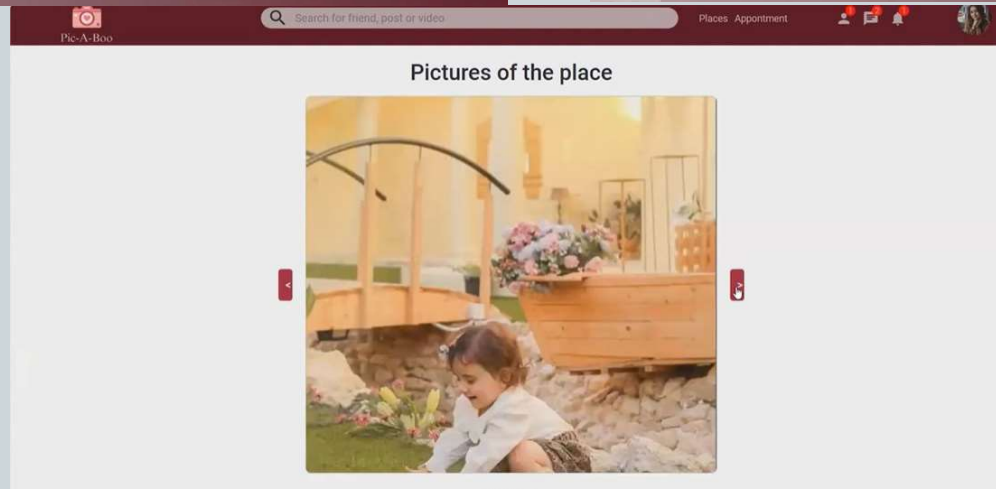 Search for friend, post or video
Places Appontment
Pic-A-Boo
Pictures of the place
<
>